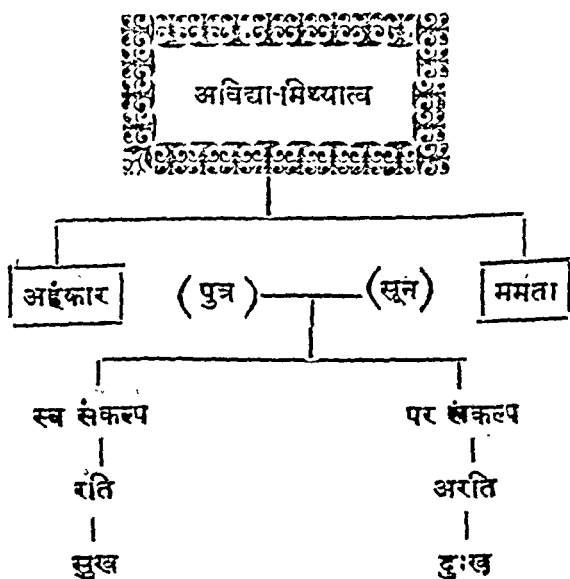 अविद्या-मिथ्यात्व
अहंकार (पुत्र) (सून) ममता
स्व संकल्प पर संकल्प
रति अरति
सुख दुःख